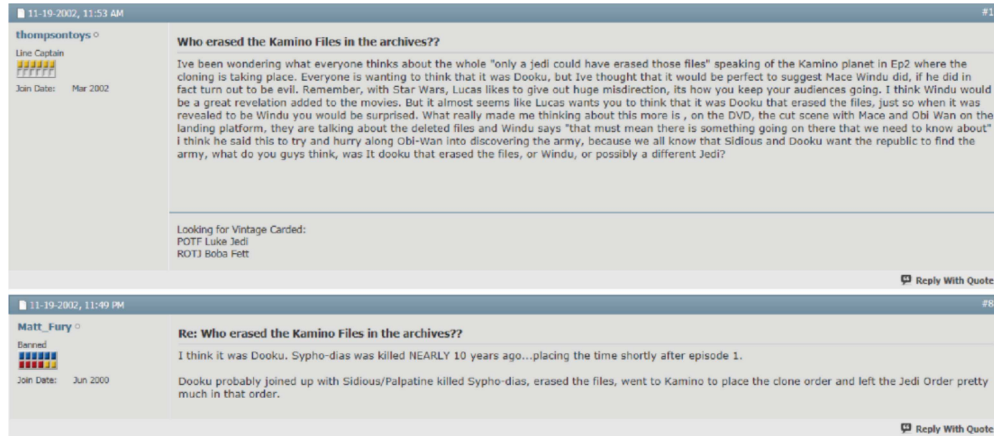 11-19-2002, 11:53 AM #1
thompsontoys
Line Captain
Join Date: Mar 2002
Who erased the Kamino Files in the archives??
Ive been wondering what everyone thinks about the whole "only a jedi could have erased those files" speaking of the Kamino planet in Ep2 where the
cloning is taking place. Everyone is wanting to think that it was Dooku, but Ive thought that it would be perfect to suggest Mace Windu did, if he did in
fact turn out to be evil. Remember, with Star Wars, Lucas likes to give out huge misdirection, its how you keep your audiences going. I think Windu would
be a great revelation added to the movies. But it almost seems like Lucas wants you to think that it was Dooku that erased the files, just so when it was
revealed to be Windu you would be surprised. What really made me thinking about this more is , on the DVD, the cut scene with Mace and Obi Wan on the
landing platform, they are talking about the deleted files and Windu says "that must mean there is something going on there that we need to know about"
i think he said this to try and hurry along Obi-Wan into discovering the army, because we all know that Sidious and Dooku want the republic to find the
army, what do you guys think, was It dooku that erased the files, or Windu, or possibly a different Jedi?
Looking for Vintage Carded:
POTF Luke Jedi
ROTJ Boba Fett
Reply With Quote
11-19-2002, 11:49 PM #8
Matt_Fury
Banned
Join Date: Jun 2000
Re: Who erased the Kamino Files in the archives??
I think it was Dooku. Sypho-dias was killed NEARLY 10 years ago...placing the time shortly after episode 1.
Dooku probably joined up with Sidious/Palpatine killed Sypho-dias, erased the files, went to Kamino to place the clone order and left the Jedi Order pretty
much in that order.
Reply With Quote